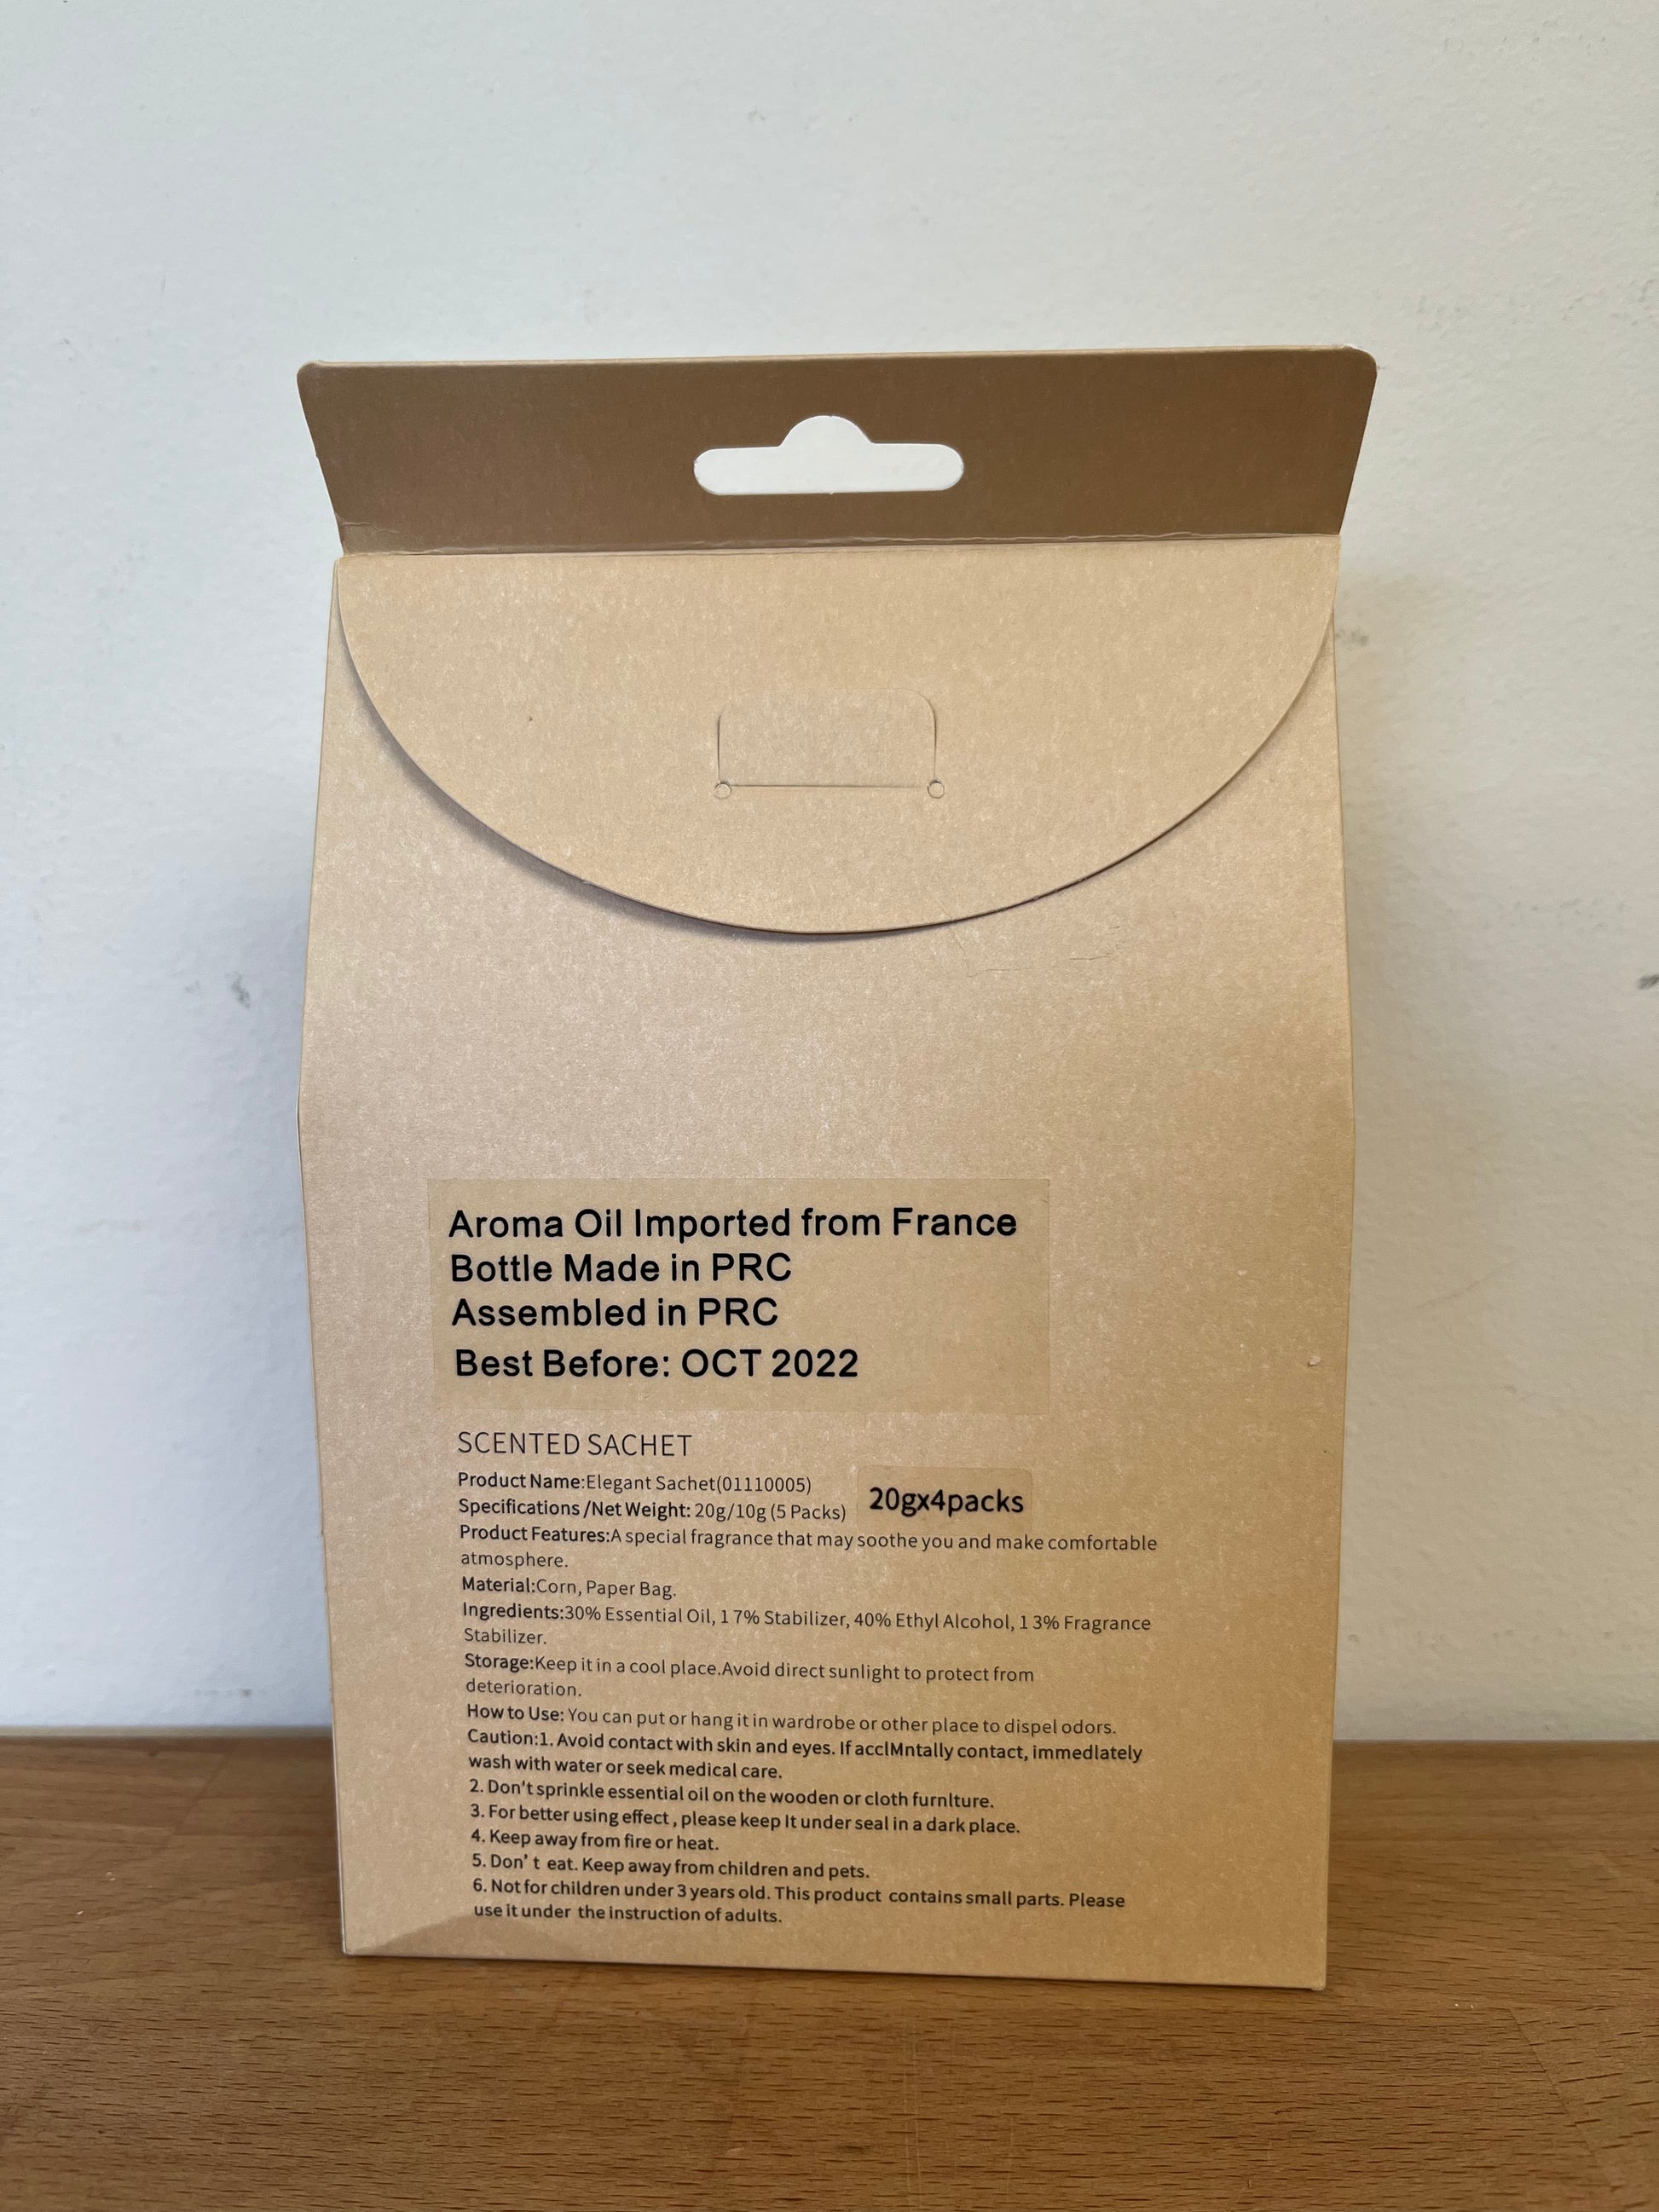 Aroma Oil Imported from France
Bottle Made in PRC
Assembled in PRC
Best Before: OCT 2022
SCENTED SACHET
Product Name:Elegant Sachet(01110005)
Specifications/Net Weight: 20g/10g (5 Packs)
20gx4packs
Product Features:A special fragrance that may soothe you and make comfortable
atmosphere.
Material:Corn, Paper Bag.
Ingredients:30% Essential Oil, 17% Stabilizer, 40% Ethyl Alcohol, 13% Fragrance
Stabilizer.
Storage:Keep it in a cool place.Avoid direct sunlight to protect from
deterioration.
How to Use: You can put or hang it in wardrobe or other place to dispel odors.
Caution:1. Avoid contact with skin and eyes. If acclMntally contact, immedlately
wash with water or seek medical care.
2. Don't sprinkle essential oil on the wooden or cloth furnlture.
3. For better using effect, please keep lt under seal in a dark place.
4. Keep away from fire or heat.
5. Don't eat. Keep away from children and pets.
6. Not for children under 3 years old. This product contains small parts. Please
use it under the instruction of adults.